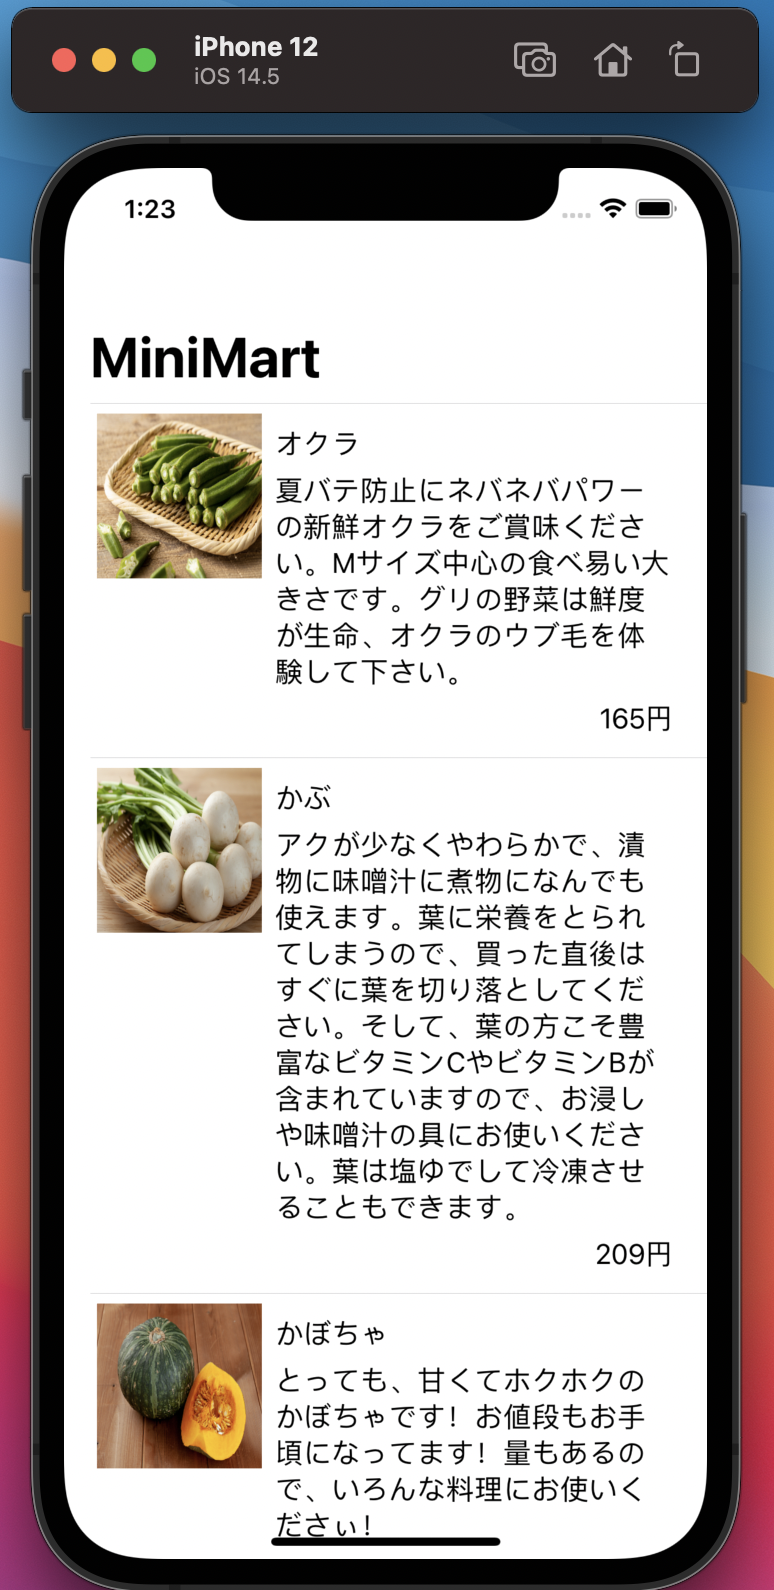 iPhone 12
iOS 14.5
1:23
MiniMart
オクラ
夏バテ防止にネバネバパワー
の新鮮オクラをご賞味くださ
い。Mサイズ中心の食べ易い大
きさです。グリの野菜は鮮度
が生命、オクラのウブ毛を体
験して下さい。
165円
かぶ
アクが少なくやわらかで、漬
物に味噌汁に煮物になんでも
使えます。葉に栄養をとられ
てしまうので、買った直後は
すぐに葉を切り落としてくだ
さい。そして、葉の方こそ豊
富なビタミンCやビタミンBが
含まれていますので、お浸し
や味噌汁の具にお使いくださ
い。葉は塩ゆでして冷凍させ
ることもできます。
209円
かぼちゃ
とっても、甘くてホクホクの
かぼちゃです！お値段もお手
頃になってます！量もあるの
で、いろんな料理にお使いく
ださぃ！